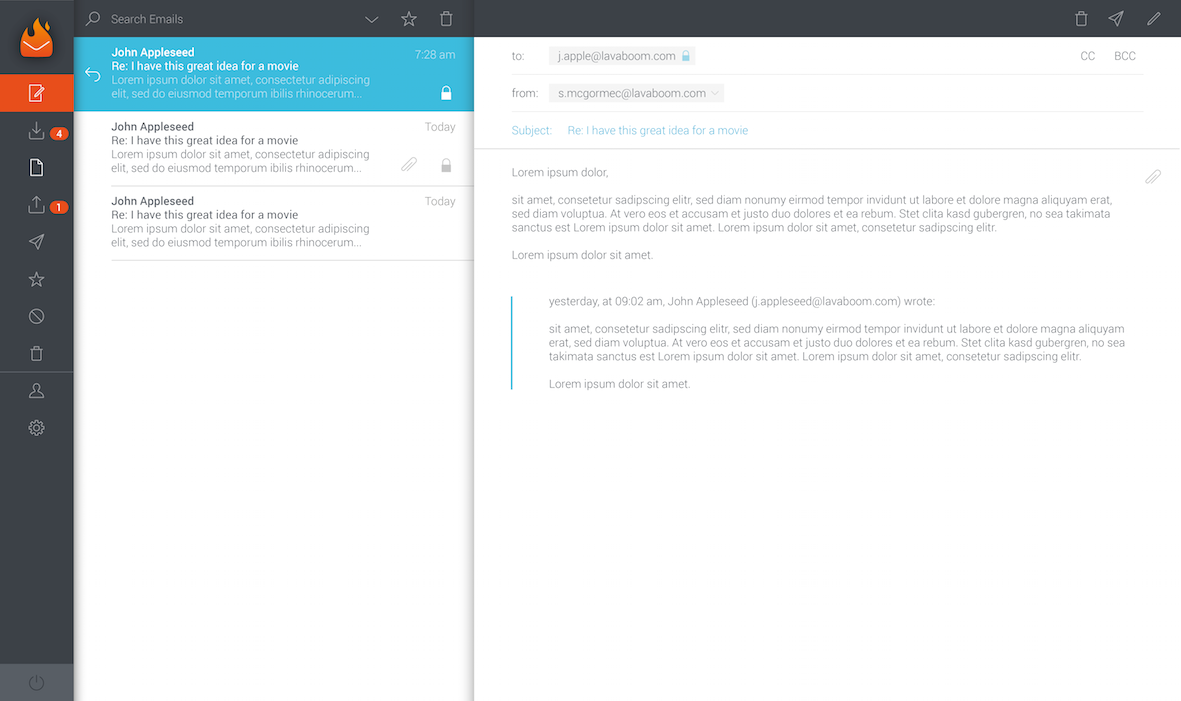 Search Emails
4
1
John Appleseed
7:28 am
Re: I have this great idea for a movie
Lorem ipsum dolor sit amet, consectetur adipiscing
elit, sed do eiusmod temporum ibilis rhinocerum...
John Appleseed
Today
Re: I have this great idea for a movie
Lorem ipsum dolor sit amet, consectetur adipiscing
elit, sed do eiusmod temporum ibilis rhinocerum...
John Appleseed
Today
Re: I have this great idea for a movie
Lorem ipsum dolor sit amet, consectetur adipiscing
elit, sed do eiusmod temporum ibilis rhinocerum...
to: j.apple@lavaboom.com CC BCC
from: s.mcgormec@lavaboom.com
Subject: Re: I have this great idea for a movie
Lorem ipsum dolor,
sit amet, consetetur sadipscing elitr, sed diam nonumy eirmod tempor invidunt ut labore et dolore magna aliquyam erat,
sed diam voluptua. At vero eos et accusam et justo duo dolores et ea rebum. Stet clita kasd gubergren, no sea takimata
sanctus est Lorem ipsum dolor sit amet. Lorem ipsum dolor sit amet, consetetur sadipscing elitr.
Lorem ipsum dolor sit amet.
yesterday, at 09:02 am, John Appleseed (j.appleseed@lavaboom.com) wrote:
sit amet, consetetur sadipscing elitr, sed diam nonumy eirmod tempor invidunt ut labore et dolore magna aliquyam
erat, sed diam voluptua. At vero eos et accusam et justo duo dolores et ea rebum. Stet clita kasd gubergren, no sea
takimata sanctus est Lorem ipsum dolor sit amet. Lorem ipsum dolor sit amet, consetetur sadipscing elitr.
Lorem ipsum dolor sit amet.